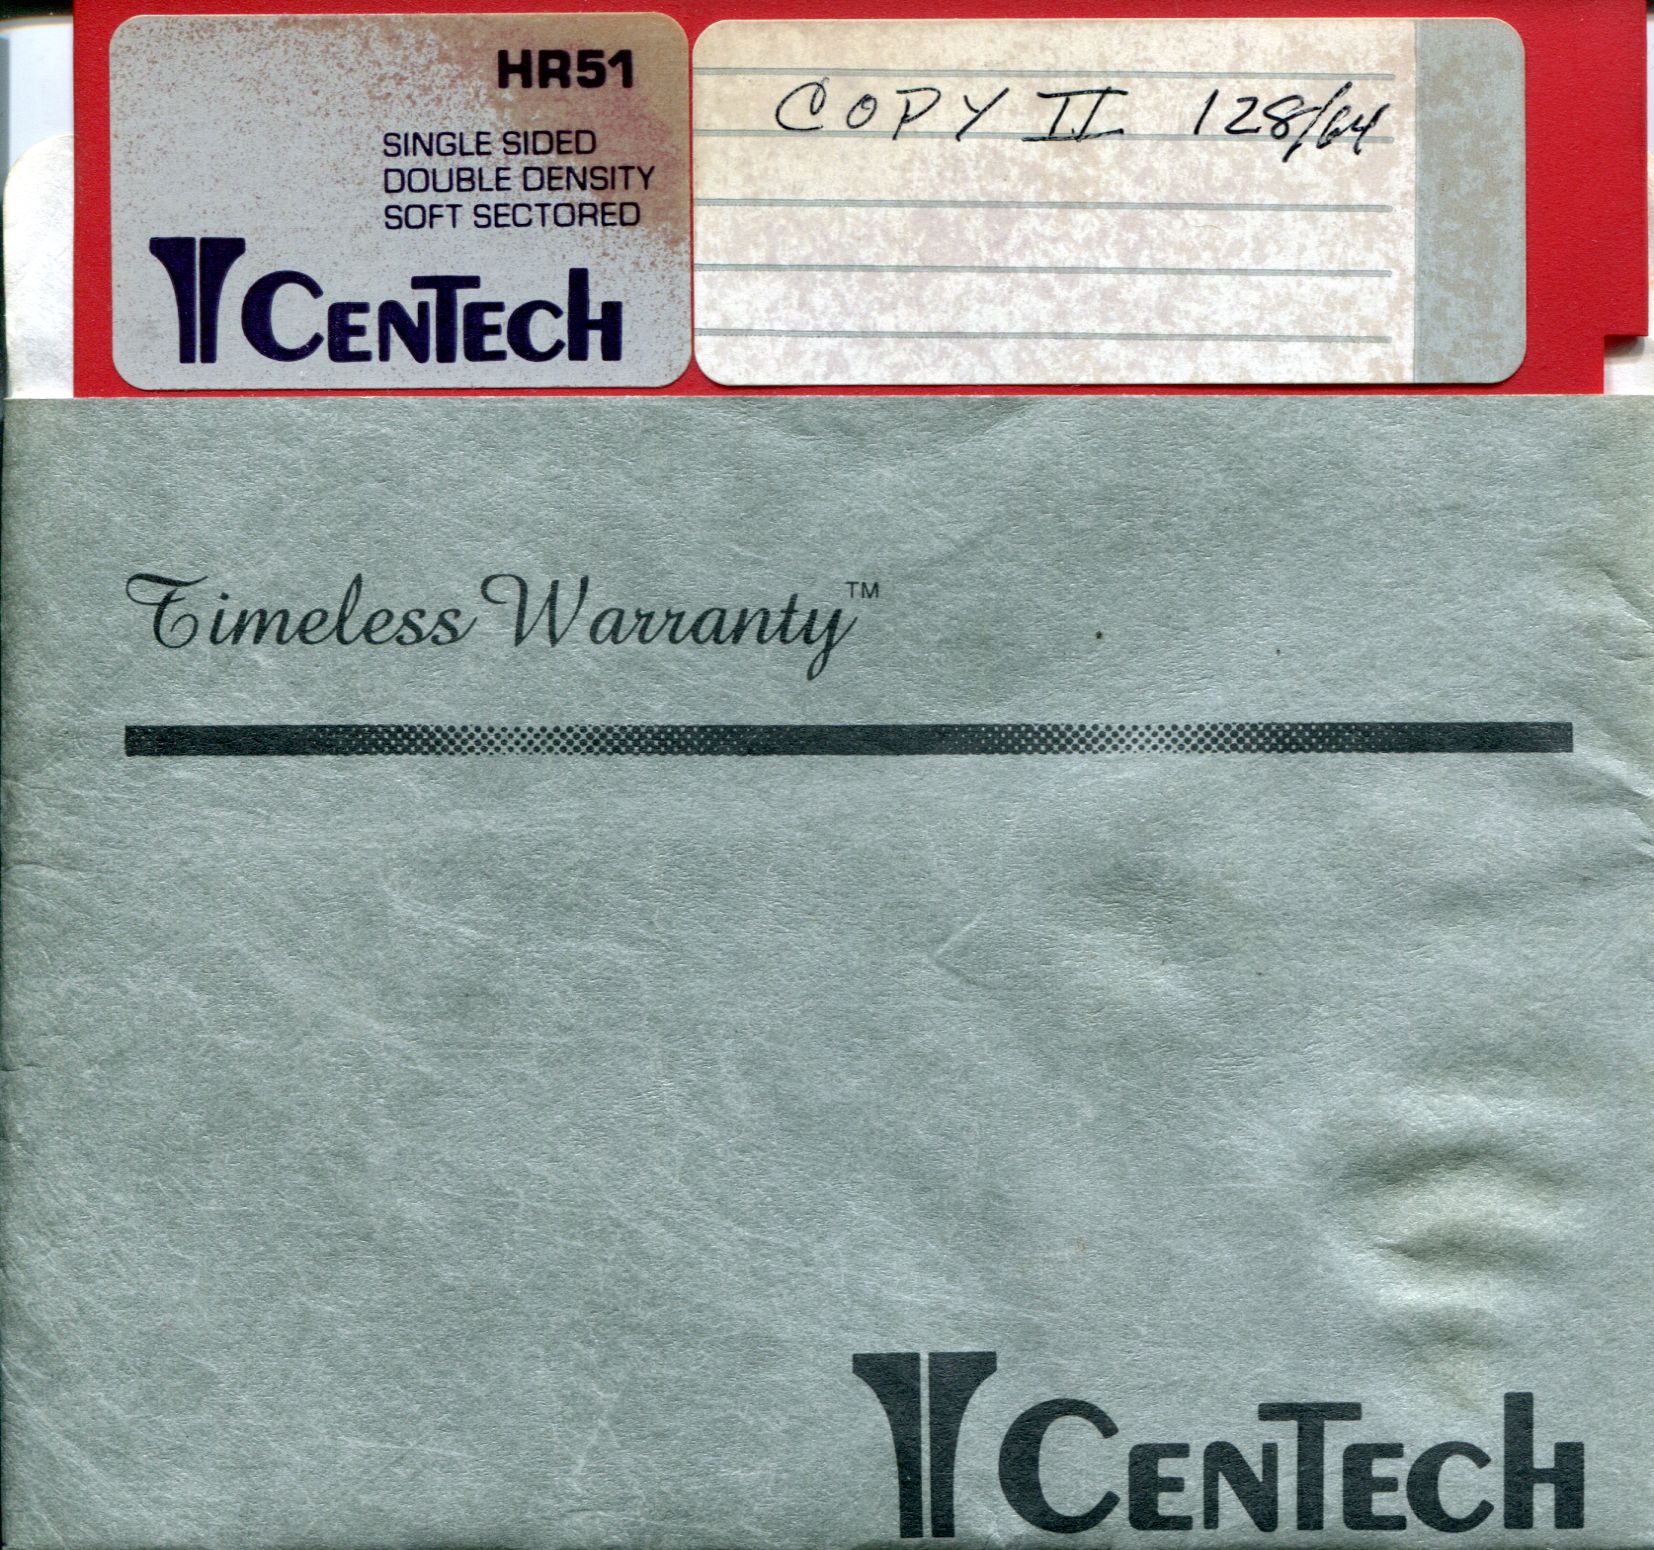 HR51
SINGLE SIDED
DOUBLE DENSITY
SOFT SECTORED
CENTECH
COPY II 128/64
Timeless Warranty™
CENTECH